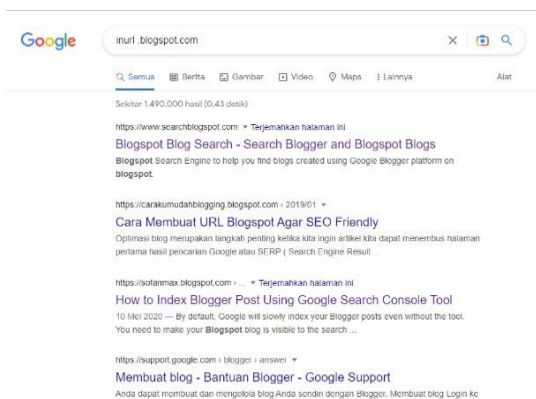 Google
inurl .blogspot.com
Semua Berita Gambar Video Maps Lainnya Alat
Sekitar 1.490.000 hasil (0,43 detik)
https://www.searchblogspot.com Terjemahkan halaman ini
Blogspot Blog Search - Search Blogger and Blogspot Blogs
Blogspot Search Engine to help you find blogs created using Google Blogger platform on
blogspot.
https://carakumudahblogging.blogspot.com › 2019/01
Cara Membuat URL Blogspot Agar SEO Friendly
Optimasi blog merupakan langkah penting ketika kita ingin artikel kita dapat menembus halaman
pertama hasil pencarian Google atau SERP ( Search Engine Result ...
https://sofanmax.blogspot.com › ... Terjemahkan halaman ini
How to Index Blogger Post Using Google Search Console Tool
10 Mei 2020 — By default, Google will slowly index your Blogger posts even without the tool.
You need to make your Blogspot blog is visible to the search ...
https://support.google.com › blogger › answer
Membuat blog - Bantuan Blogger - Google Support
Anda dapat membuat dan mengelola blog Anda sendiri dengan Blogger. Membuat blog Login ke